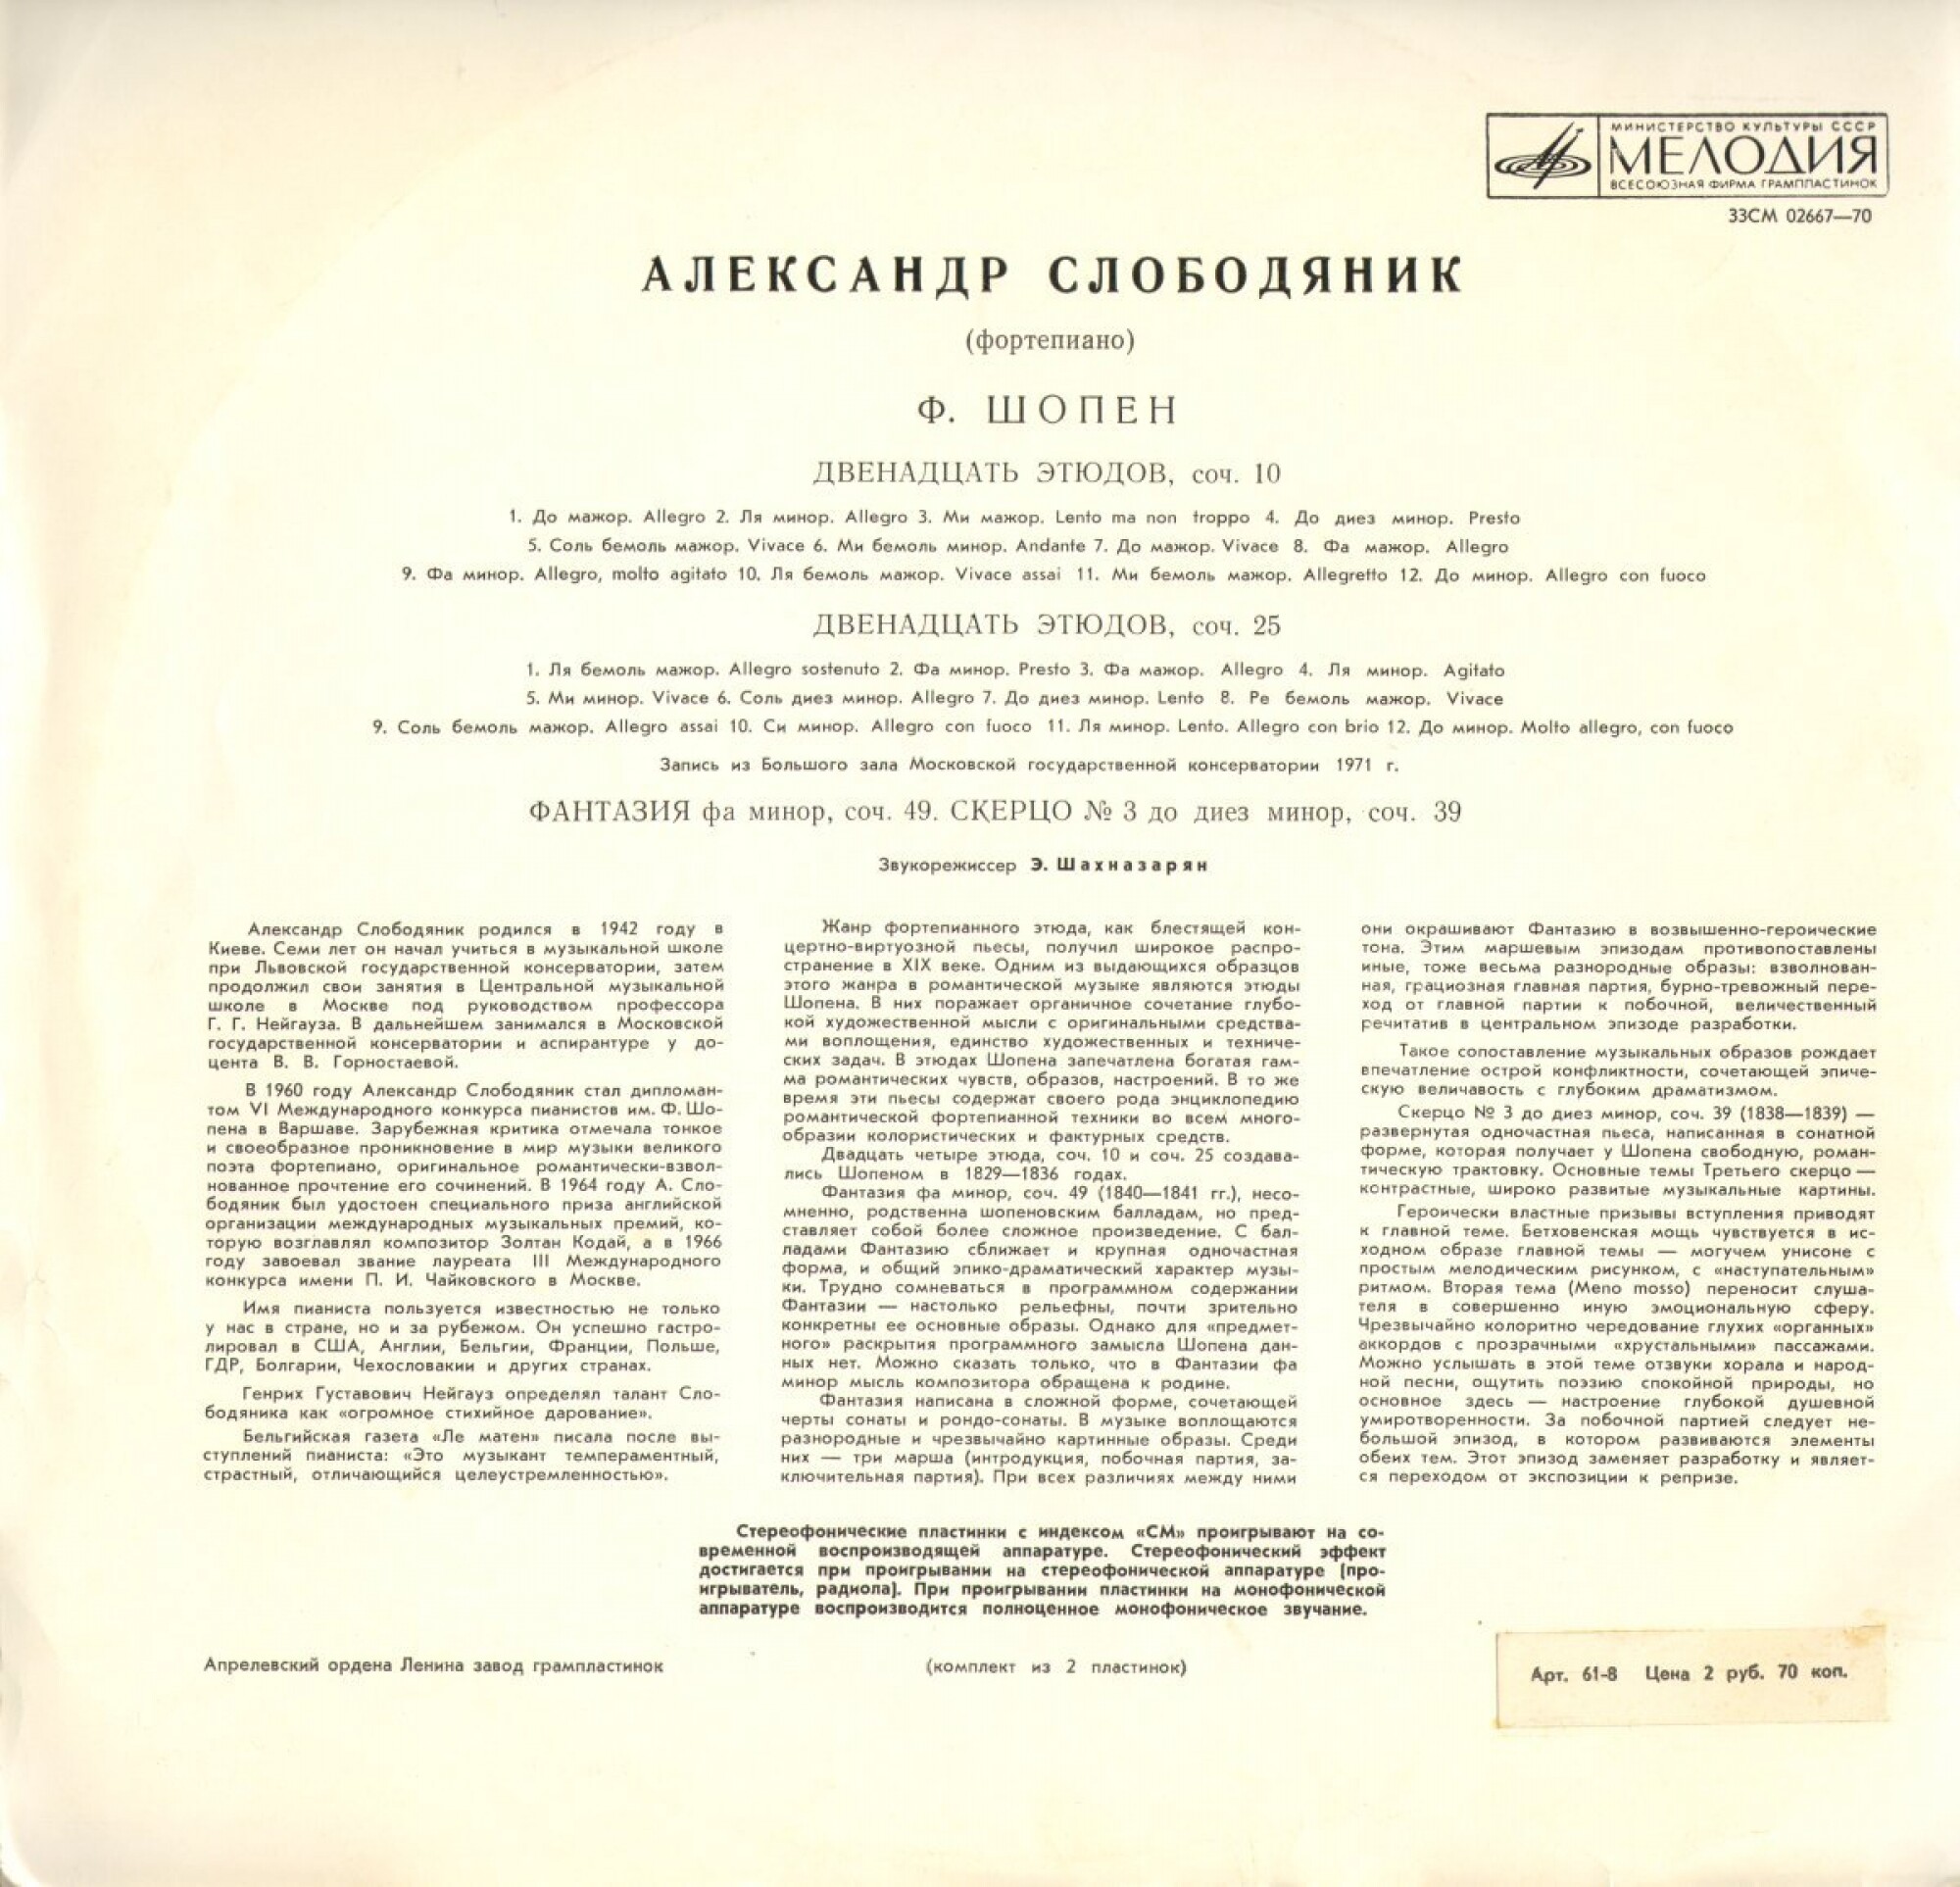 МИНИСТЕРСТВО КУЛЬТУРЫ СССР
МЕЛОДИЯ
ВСЕСОЮЗНАЯ ФИРМА ГРАМПЛАСТИНОК
33СМ 02667—70
АЛЕКСАНДР СЛОБОДЯНИК
(фортепиано)
Ф. ШОПЕН
ДВЕНАДЦАТЬ ЭТЮДОВ, соч. 10
1. До мажор. Allegro 2. Ля минор. Allegro 3. Ми мажор. Lento ma non troppo 4. До диез минор. Presto
5. Соль бемоль мажор. Vivace 6. Ми бемоль минор. Andante 7. До мажор. Vivace 8. Фа мажор. Allegro
9. Фа минор. Allegro, molto agitato 10. Ля бемоль мажор. Vivace assai 11. Ми бемоль мажор. Allegretto 12. До минор. Allegro con fuoco
ДВЕНАДЦАТЬ ЭТЮДОВ, соч. 25
1. Ля бемоль мажор. Allegro sostenuto 2. Фа минор. Presto 3. Фа мажор. Allegro 4. Ля минор. Agitato
5. Ми минор. Vivace 6. Соль диез минор. Allegro 7. До диез минор. Lento 8. Ре бемоль мажор. Vivace
9. Соль бемоль мажор. Allegro assai 10. Си минор. Allegro con fuoco 11. Ля минор. Lento. Allegro con brio 12. До минор. Molto allegro, con fuoco
Запись из Большого зала Московской государственной консерватории 1971 г.
ФАНТАЗИЯ фа минор, соч. 49. СКЕРЦО № 3 до диез минор, соч. 39
Звукорежиссер Э. Шахназарян
Александр Слободяник родился в 1942 году в
Киеве. Семи лет он начал учиться в музыкальной школе
при Львовской государственной консерватории, затем
продолжил свои занятия в Центральной музыкальной
школе в Москве под руководством профессора
Г. Г. Нейгауза. В дальнейшем занимался в Московской
государственной консерватории и аспирантуре у до-
цента В. В. Горностаевой.
В 1960 году Александр Слободяник стал дипломан-
том VI Международного конкурса пианистов им. Ф. Шо-
пена в Варшаве. Зарубежная критика отмечала тонкое
и своеобразное проникновение в мир музыки великого
поэта фортепиано, оригинальное романтически-взвол-
нованное прочтение его сочинений. В 1964 году А. Сло-
бодяник был удостоен специального приза английской
организации международных музыкальных премий, ко-
торую возглавлял композитор Золтан Кодай, а в 1966
году завоевал звание лауреата III Международного
конкурса имени П. И. Чайковского в Москве.
Имя пианиста пользуется известностью не только
у нас в стране, но и за рубежом. Он успешно гастро-
лировал в США, Англии, Бельгии, Франции, Польше,
ГДР, Болгарии, Чехословакии и других странах.
Генрих Густавович Нейгауз определял талант Сло-
бодяника как «огромное стихийное дарование».
Бельгийская газета «Ле матен» писала после вы-
ступлений пианиста: «Это музыкант темпераментный,
страстный, отличающийся целеустремленностью».
Жанр фортепианного этюда, как блестящей кон-
цертно-виртуозной пьесы, получил широкое распро-
странение в XIX веке. Одним из выдающихся образцов
этого жанра в романтической музыке являются этюды
Шопена. В них поражает органичное сочетание глубо-
кой художественной мысли с оригинальными средства-
ми воплощения, единство художественных и техниче-
ских задач. В этюдах Шопена запечатлена богатая гам-
ма романтических чувств, образов, настроений. В то же
время эти пьесы содержат своего рода энциклопедию
романтической фортепианной техники во всем много-
образии колористических и фактурных средств.
Двадцать четыре этюда, соч. 10 и соч. 25 создава-
лись Шопеном в 1829—1836 годах.
Фантазия фа минор, соч. 49 (1840—1841 гг.), несо-
мненно, родственна шопеновским балладам, но пред-
ставляет собой более сложное произведение. С бал-
ладами Фантазию сближает и крупная одночастная
форма, и общий эпико-драматический характер музы-
ки. Трудно сомневаться в программном содержании
Фантазии — настолько рельефны, почти зрительно
конкретны ее основные образы. Однако для «предмет-
ного» раскрытия программного замысла Шопена дан-
ных нет. Можно сказать только, что в Фантазии фа
минор мысль композитора обращена к родине.
Фантазия написана в сложной форме, сочетающей
черты сонаты и рондо-сонаты. В музыке воплощаются
разнородные и чрезвычайно картинные образы. Среди
них — три марша (интродукция, побочная партия, за-
ключительная партия). При всех различиях между ними
они окрашивают Фантазию в возвышенно-героические
тона. Этим маршевым эпизодам противопоставлены
иные, тоже весьма разнородные образы: взволнован-
ная, грациозная главная партия, бурно-тревожный пере-
ход от главной партии к побочной, величественный
речитатив в центральном эпизоде разработки.
Такое сопоставление музыкальных образов рождает
впечатление острой конфликтности, сочетающей эпиче-
скую величавость с глубоким драматизмом.
Скерцо № 3 до диез минор, соч. 39 (1838—1839) —
развернутая одночастная пьеса, написанная в сонатной
форме, которая получает у Шопена свободную, роман-
тическую трактовку. Основные темы Третьего скерцо —
контрастные, широко развитые музыкальные картины.
Героически властные призывы вступления приводят
к главной теме. Бетховенская мощь чувствуется в ис-
ходном образе главной темы — могучем унисоне с
простым мелодическим рисунком, с «наступательным»
ритмом. Вторая тема (Meno mosso) переносит слуша-
теля в совершенно иную эмоциональную сферу.
Чрезвычайно колоритно чередование глухих «органных»
аккордов с прозрачными «хрустальными» пассажами.
Можно услышать в этой теме отзвуки хорала и народ-
ной песни, ощутить поэзию спокойной природы, но
основное здесь — настроение глубокой душевной
умиротворенности. За побочной партией следует не-
большой эпизод, в котором развиваются элементы
обеих тем. Этот эпизод заменяет разработку и являет-
ся переходом от экспозиции к репризе.
Стереофонические пластинки с индексом «СМ» проигрывают на со-
временной воспроизводящей аппаратуре. Стереофонический эффект
достигается при проигрывании на стереофонической аппаратуре (про-
игрыватель, радиола). При проигрывании пластинки на монофонической
аппаратуре воспроизводится полноценное монофоническое звучание.
Апрелевский ордена Ленина завод грампластинок
(комплект из 2 пластинок)
Арт. 61-8 Цена 2 руб. 70 коп.